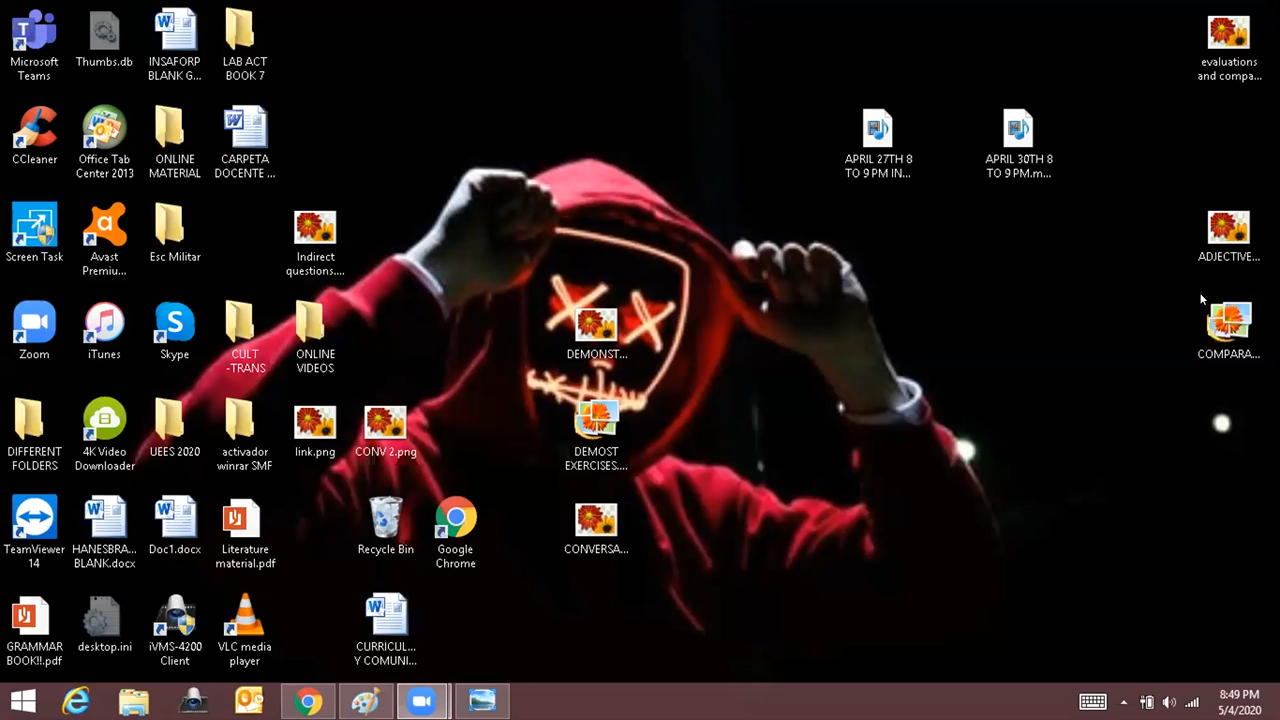 Microsoft
Teams
Thumbs.db
INSAFORP
BLANK G...
LAB ACT
BOOK 7
evaluations
and compa...
CCleaner
Office Tab
Center 2013
ONLINE
MATERIAL
CARPETA
DOCENTE ...
APRIL 27TH 8
TO 9 PM IN...
APRIL 30TH 8
TO 9 PM.m...
Screen Task
Avast
Premiu...
Esc Militar
Indirect
questions....
ADJECTIVE...
Zoom
iTunes
Skype
CULT
-TRANS
ONLINE
VIDEOS
DEMONST...
COMPARA...
DIFFERENT
FOLDERS
4K Video
Downloader
UEES 2020
activador
winrar SMF
link.png
CONV 2.png
DEMOST
EXERCISES....
TeamViewer
14
HANESBRA...
BLANK.docx
Doc1.docx
Literature
material.pdf
Recycle Bin
Google
Chrome
CONVERSA...
GRAMMAR
BOOK!!.pdf
desktop.ini
iVMS-4200
Client
VLC media
player
CURRICUL...
Y COMUNI...
8:49 PM
5/4/2020